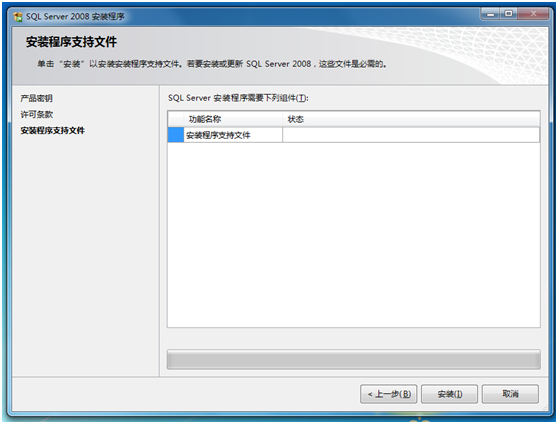 SQL Server 2008 安装程序
安装程序支持文件
单击“安装”以安装安装程序支持文件。若要安装或更新 SQL Server 2008，这些文件是必需的。
产品密钥
许可条款
安装程序支持文件
SQL Server 安装程序需要下列组件(T):
功能名称 状态
安装程序支持文件
< 上一步(B) 安装(I) 取消